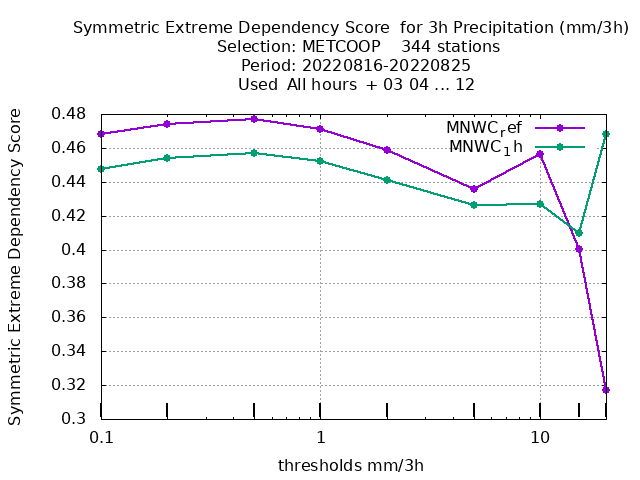 Symmetric Extreme Dependency Score  for 3h Precipitation (mm/3h)
Selection: METCOOP    344 stations
Period: 20220816-20220825
Used  All hours  + 03 04 ... 12
Symmetric Extreme Dependency Score
0.48
0.46
0.44
0.42
0.4
0.38
0.36
0.34
0.32
0.3
MNWCref
MNWC1h
0.1
1
10
thresholds mm/3h